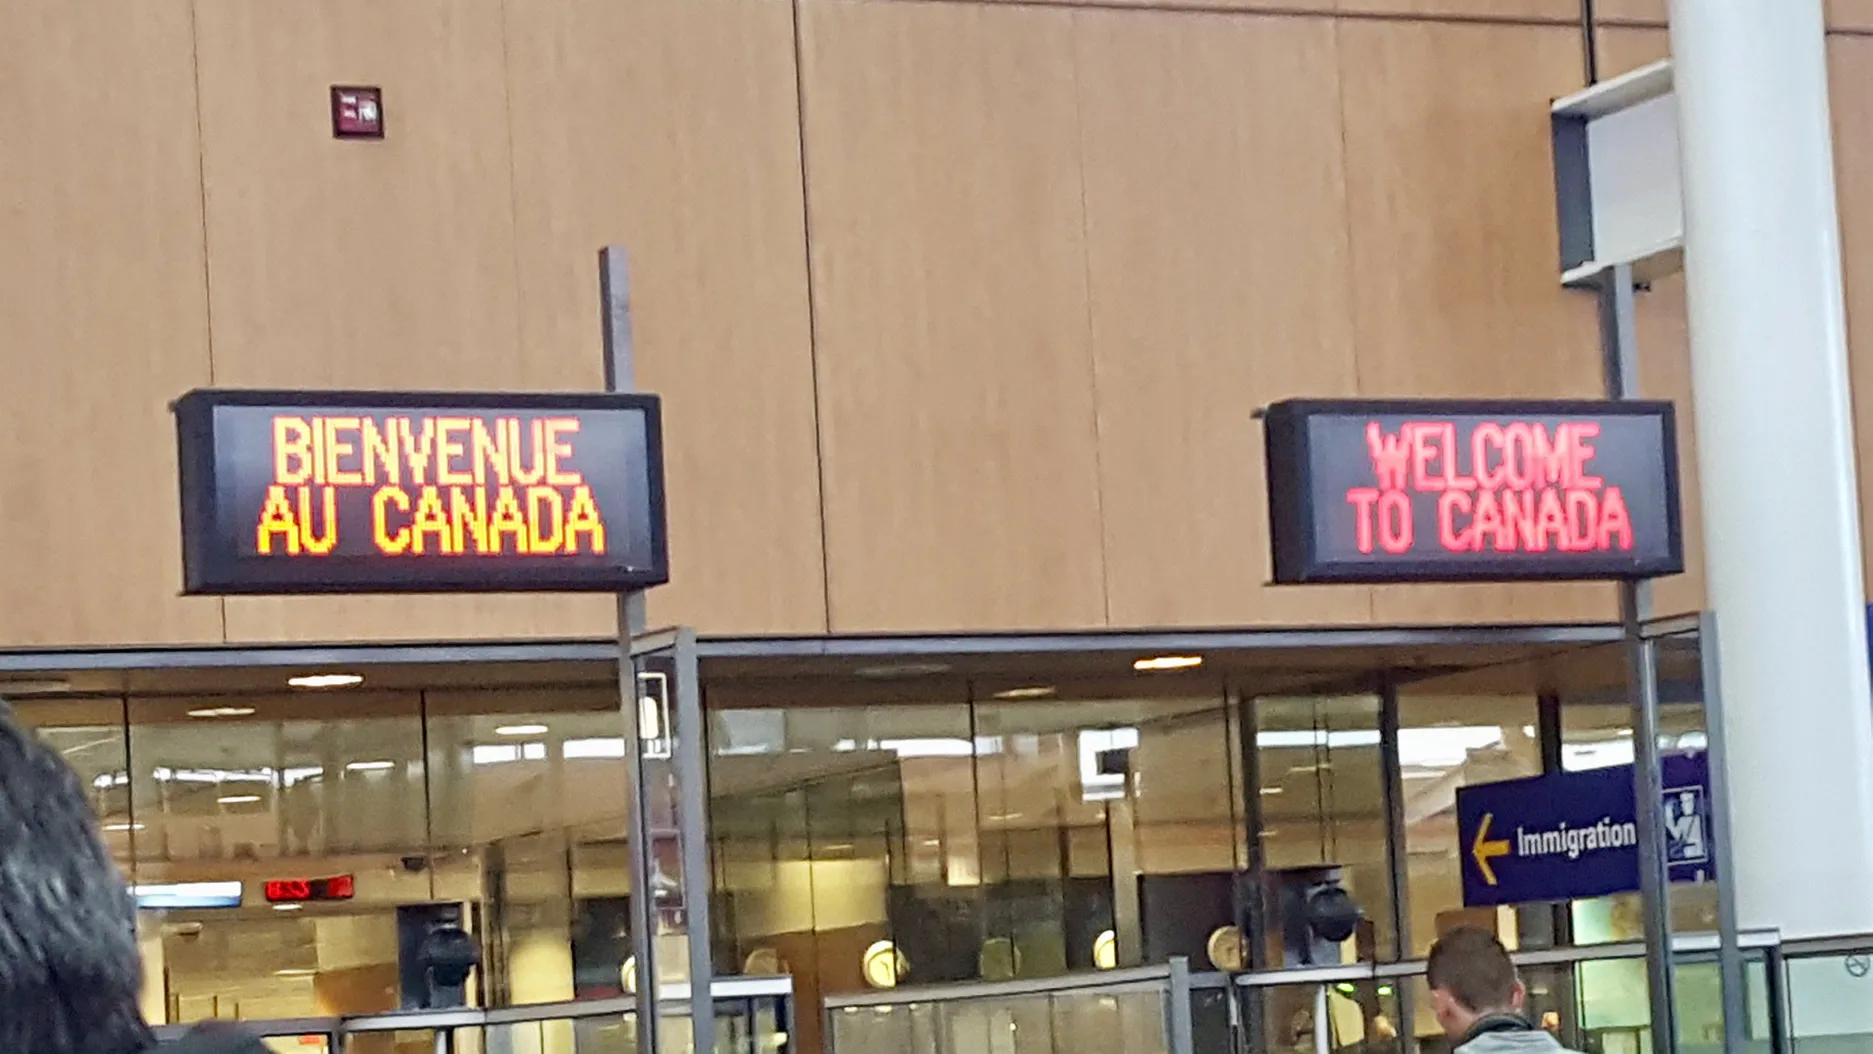 BIENVENUE
AU CANADA
WELCOME
TO CANADA
Immigration